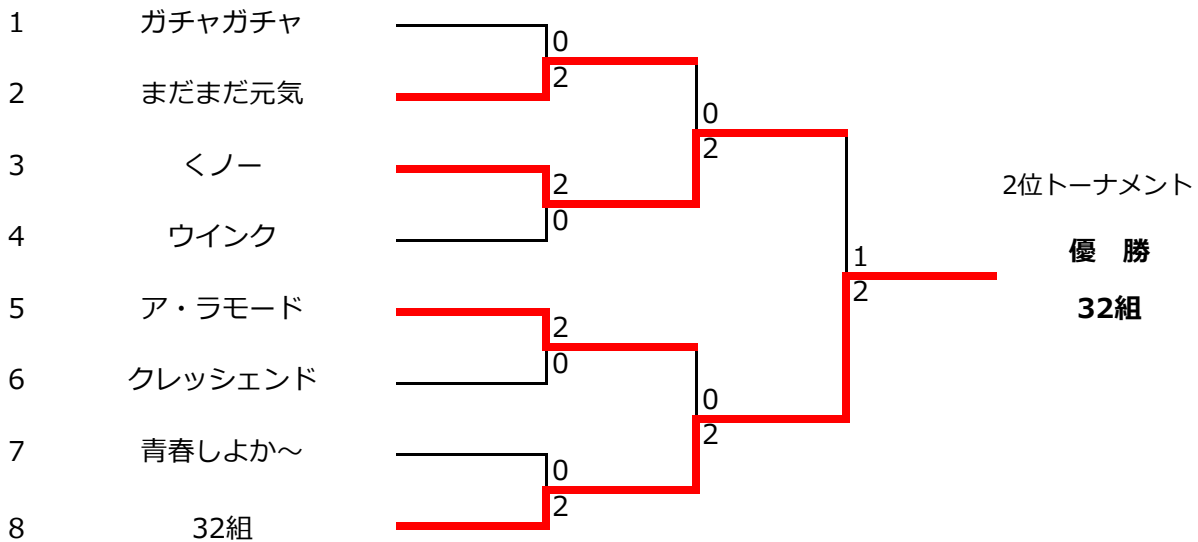 1 ガチャガチャ
0
2
2 まだまだ元気
0
2
3 くノー
2
0
2位トーナメント
4 ウインク
優　勝
1
2
5 ア・ラモード
32組
2
0
6 クレッシェンド
0
2
7 青春しよか～
0
2
8 32組